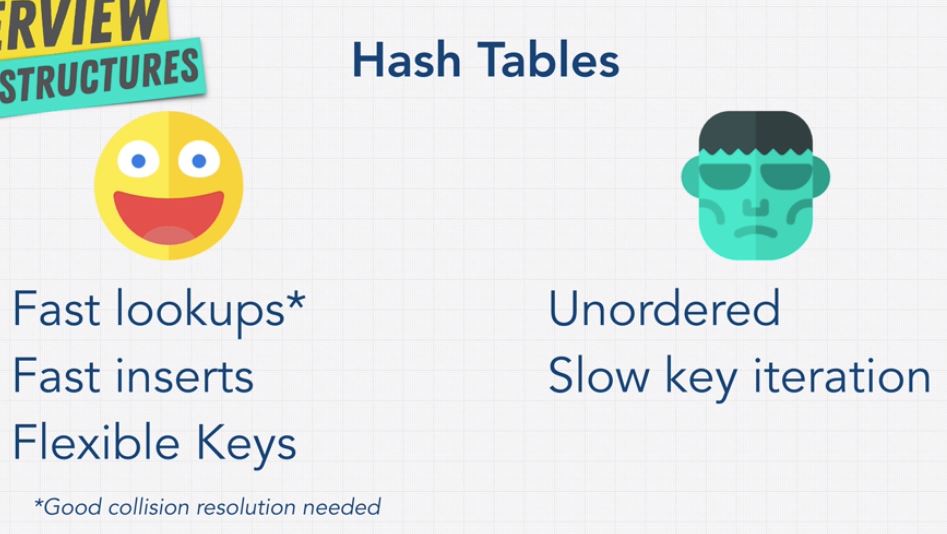 ERVIEW
STRUCTURES
Hash Tables
Fast lookups*
Fast inserts
Flexible Keys
*Good collision resolution needed
Unordered
Slow key iteration